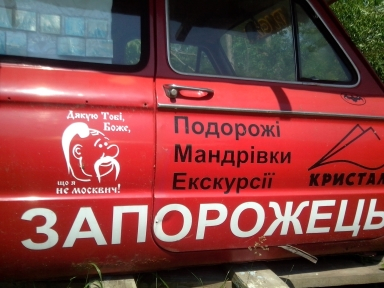 Дякую Тобі,
Боже,
що я
не москвич!
Подорожі
Мандрівки
Екскурсії
КРИСТАЛ
ЗАПОРОЖЕЦЬ